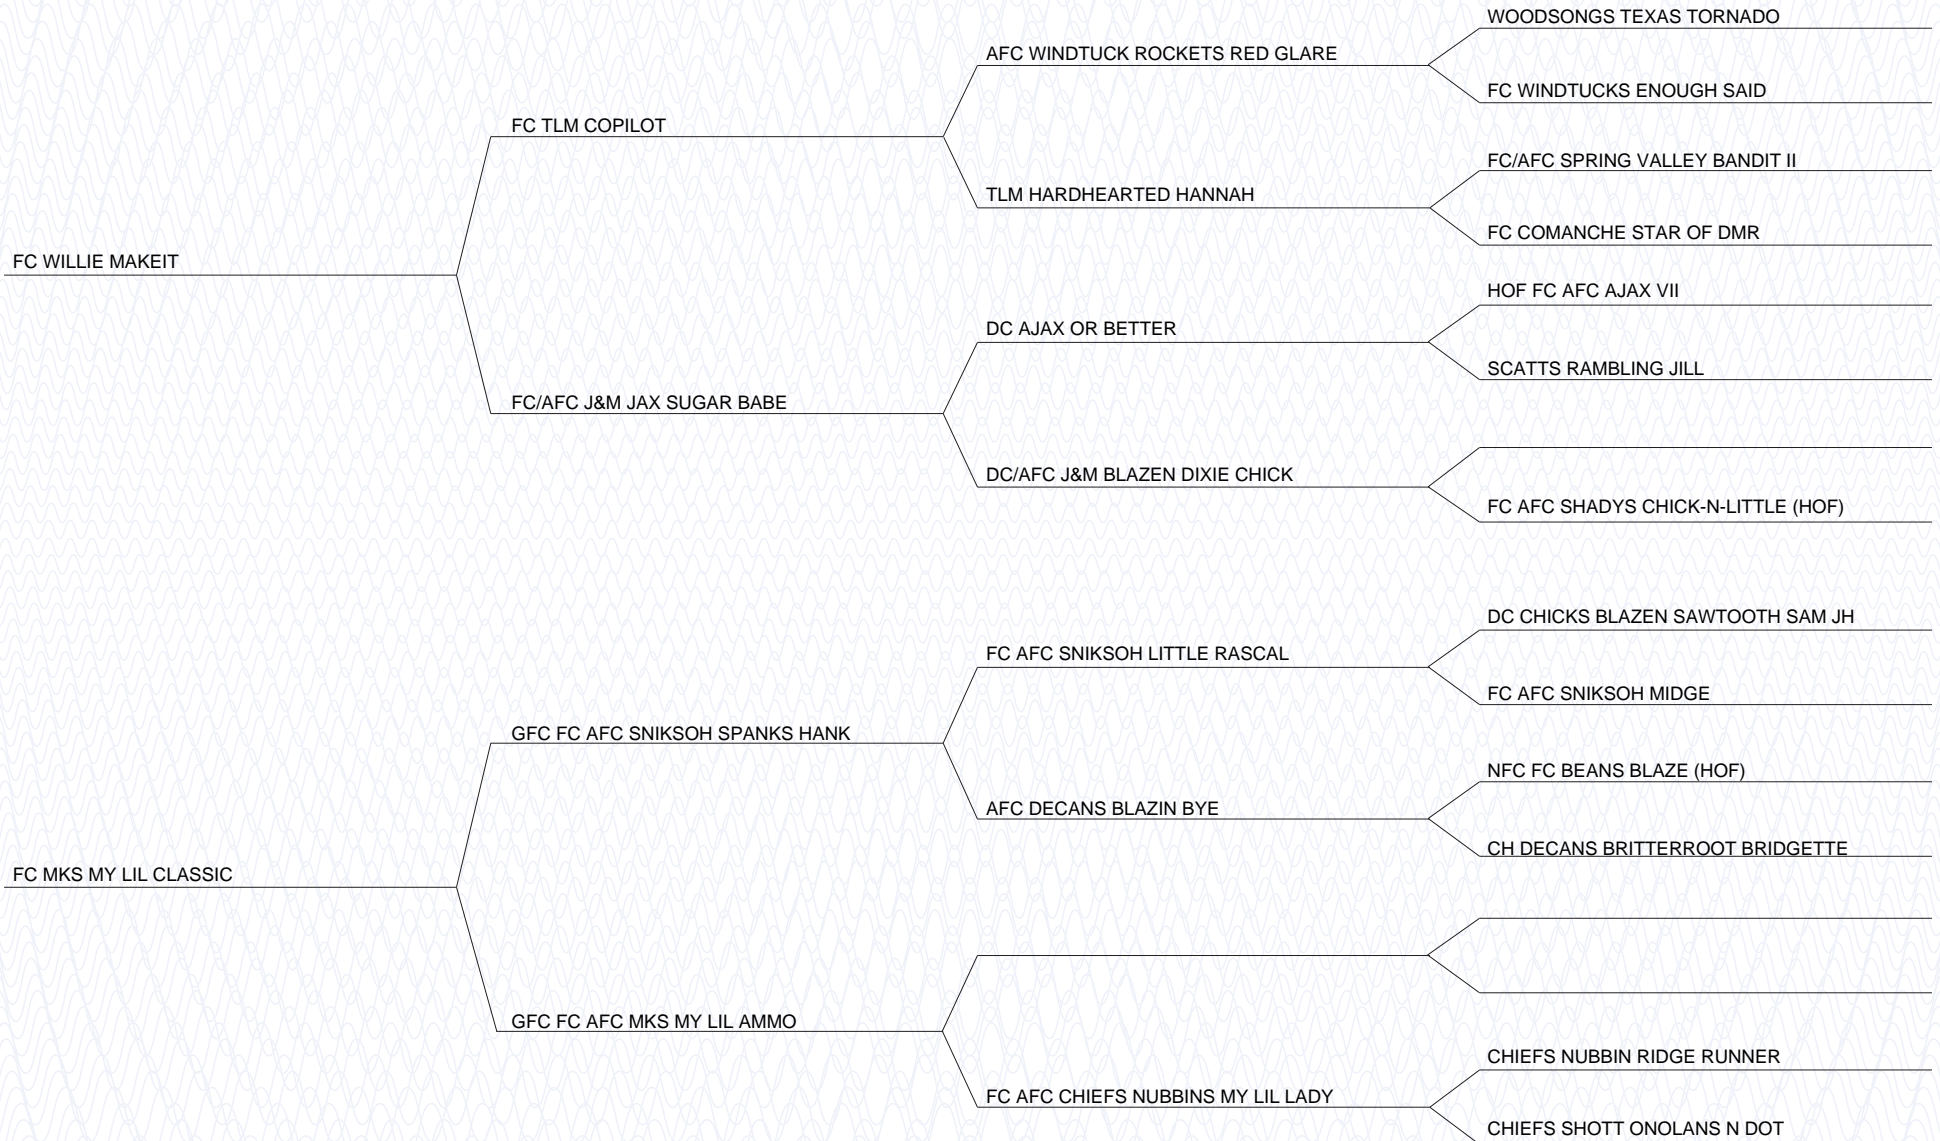 WOODSONGS TEXAS TORNADO
AFC WINDTUCK ROCKETS RED GLARE
FC WINDTUCKS ENOUGH SAID
FC TLM COPILOT
FC/AFC SPRING VALLEY BANDIT II
TLM HARDHEARTED HANNAH
FC COMANCHE STAR OF DMR
FC WILLIE MAKEIT
HOF FC AFC AJAX VII
DC AJAX OR BETTER
SCATTS RAMBLING JILL
FC/AFC J&M JAX SUGAR BABE
DC/AFC J&M BLAZEN DIXIE CHICK
FC AFC SHADYS CHICK-N-LITTLE (HOF)
DC CHICKS BLAZEN SAWTOOTH SAM JH
FC AFC SNIKSOH LITTLE RASCAL
FC AFC SNIKSOH MIDGE
GFC FC AFC SNIKSOH SPANKS HANK
NFC FC BEANS BLAZE (HOF)
AFC DECANS BLAZIN BYE
CH DECANS BRITTERROOT BRIDGETTE
FC MKS MY LIL CLASSIC
GFC FC AFC MKS MY LIL AMMO
CHIEFS NUBBIN RIDGE RUNNER
FC AFC CHIEFS NUBBINS MY LIL LADY
CHIEFS SHOTT ONOLANS N DOT